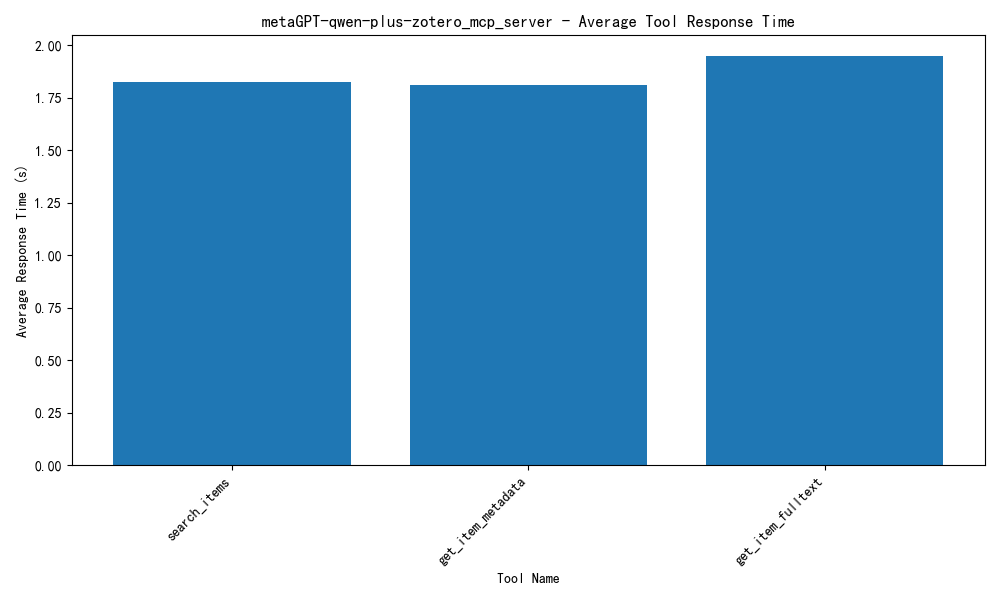 metaGPT-qwen-plus-zotero_mcp_server - Average Tool Response Time
Average Response Time (s)
2.00
1.75
1.50
1.25
1.00
0.75
0.50
0.25
0.00
search_items
get_item_metadata
get_item_fulltext
Tool Name